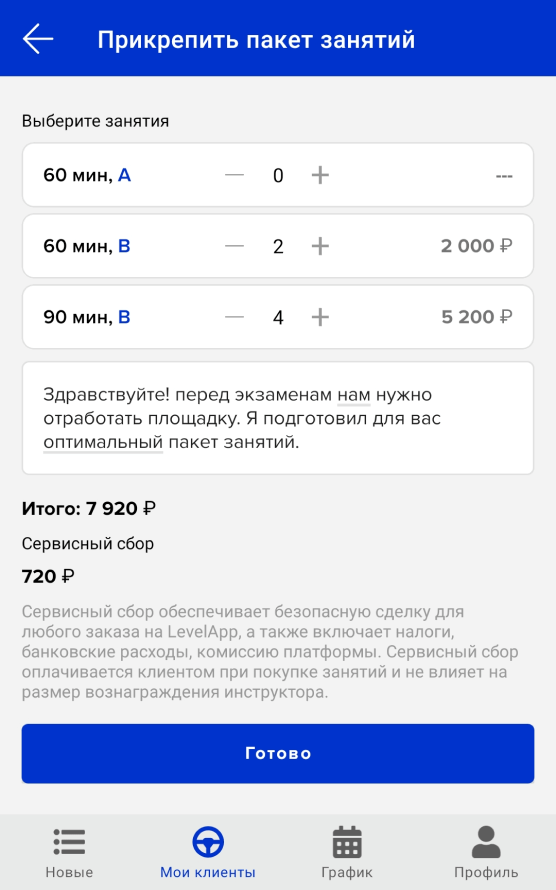 Прикрепить пакет занятий
Выберите занятия
60 мин, A — 0 + ---
60 мин, B — 2 + 2 000 ₽
90 мин, B — 4 + 5 200 ₽
Здравствуйте! перед экзаменам нам нужно
отработать площадку. Я подготовил для вас
оптимальный пакет занятий.
Итого: 7 920 ₽
Сервисный сбор
720 ₽
Сервисный сбор обеспечивает безопасную сделку для
любого заказа на LevelApp, а также включает налоги,
банковские расходы, комиссию платформы. Сервисный сбор
оплачивается клиентом при покупке занятий и не влияет на
размер вознаграждения инструктора.
Готово
Новые Мои клиенты График Профиль